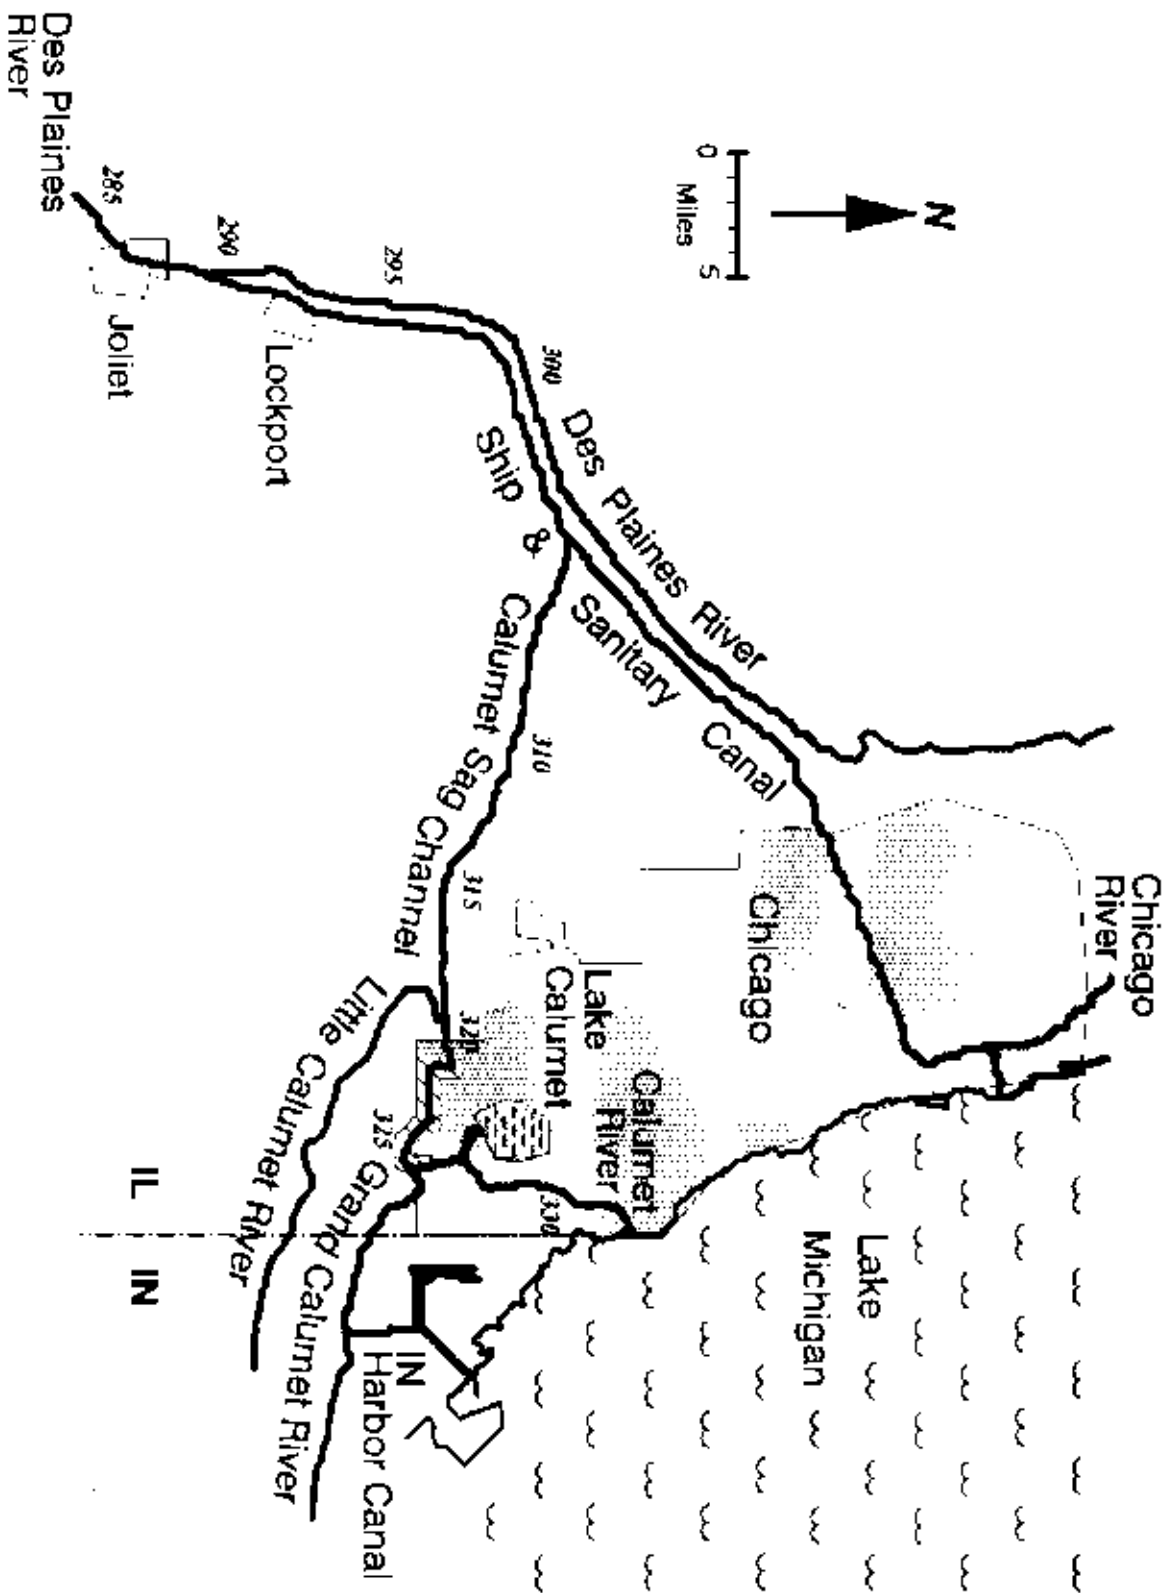 N
0
5
Miles
Chicago
River
Des Plaines River
Ship & Sanitary Canal
Chicago
Lake
Michigan
Lake
Calumet
Calumet
River
Calumet Sag Channel
Little Calumet River
Grand Calumet River
IN
Harbor Canal
Lockport
Joliet
Des Plaines
River
IL
IN
285
290
295
300
310
315
320
325
330